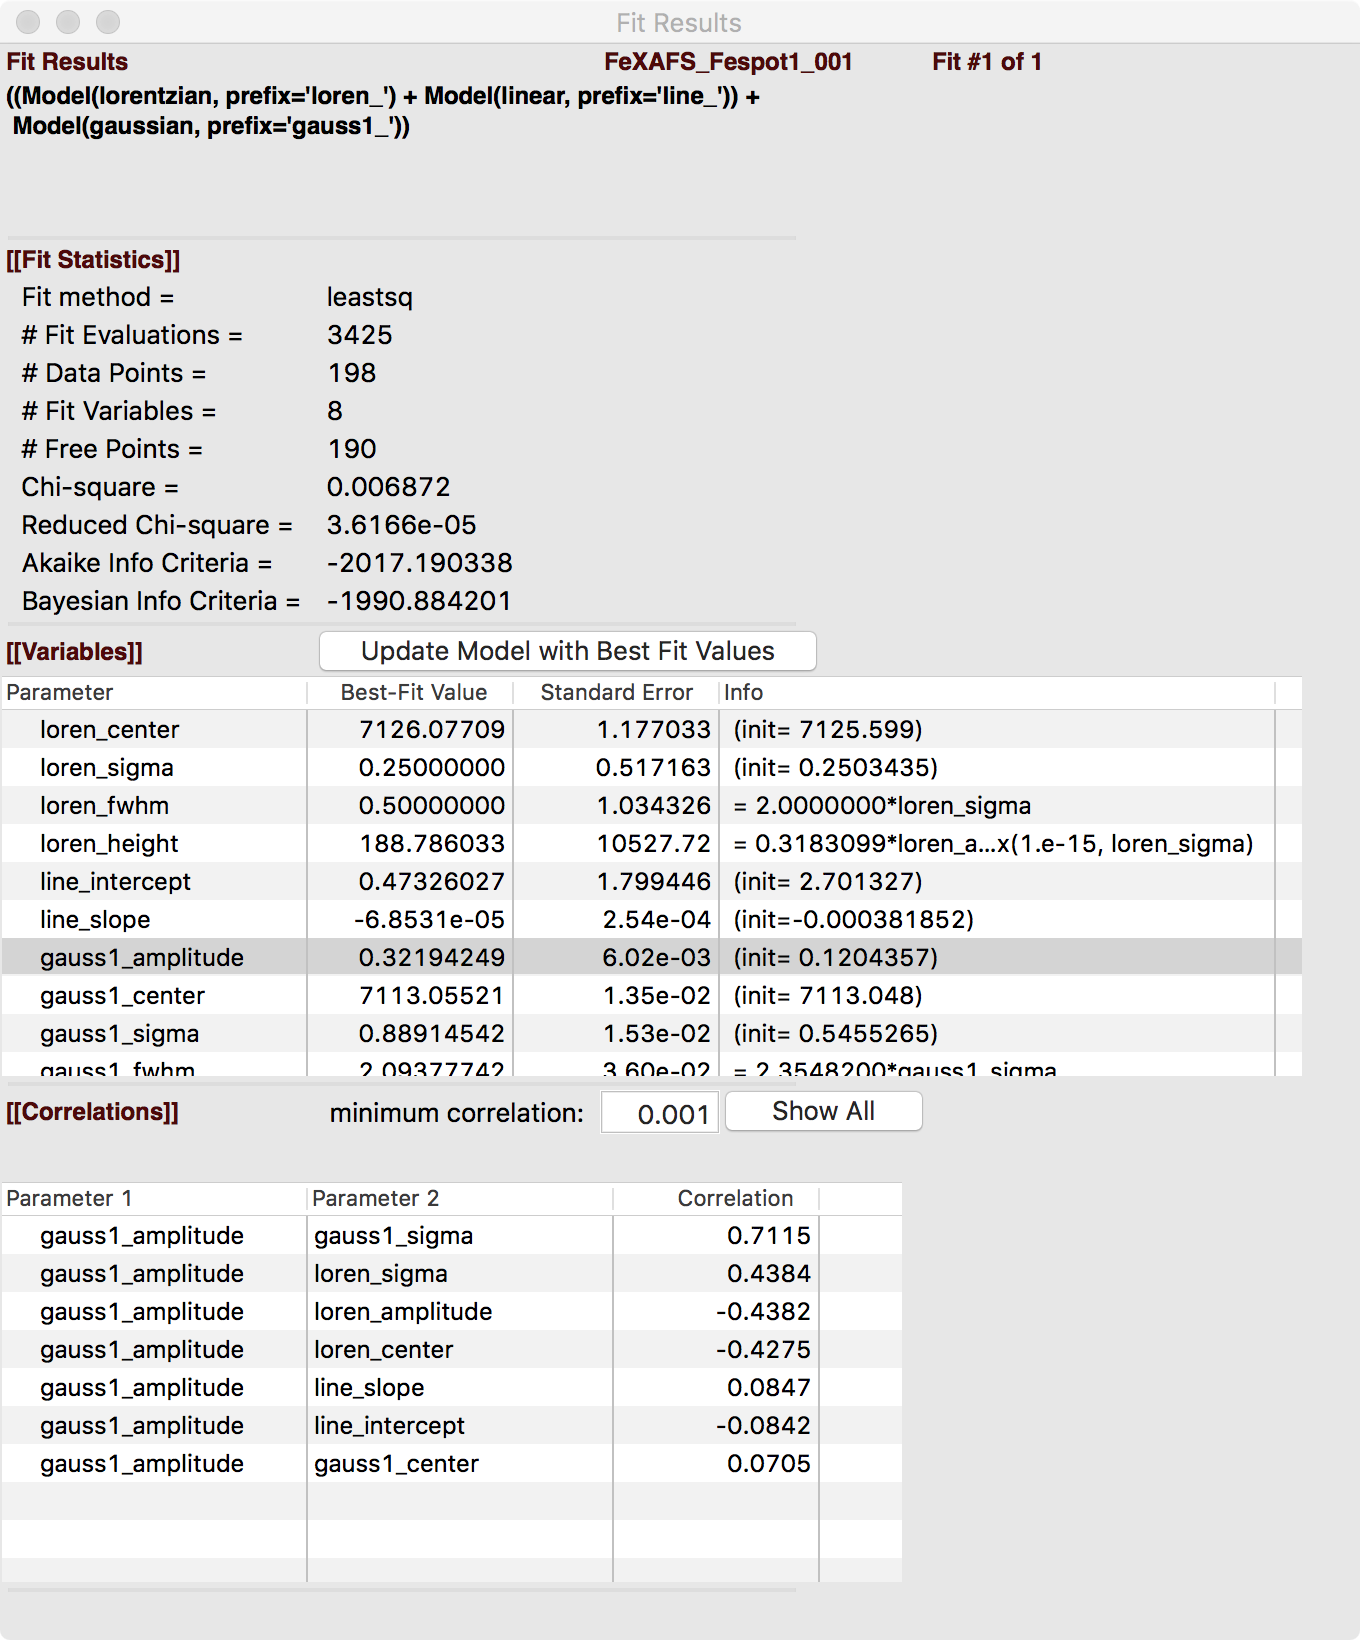 Fit Results
Fit Results FeXAFS_Fespot1_001 Fit #1 of 1
((Model(lorentzian, prefix='loren_') + Model(linear, prefix='line_')) +
Model(gaussian, prefix='gauss1_'))
[[Fit Statistics]]
Fit method = leastsq
# Fit Evaluations = 3425
# Data Points = 198
# Fit Variables = 8
# Free Points = 190
Chi-square = 0.006872
Reduced Chi-square = 3.6166e-05
Akaike Info Criteria = -2017.190338
Bayesian Info Criteria = -1990.884201
[[Variables]] Update Model with Best Fit Values
Parameter Best-Fit Value Standard Error Info
loren_center 7126.07709 1.177033 (init= 7125.599)
loren_sigma 0.25000000 0.517163 (init= 0.2503435)
loren_fwhm 0.50000000 1.034326 = 2.0000000*loren_sigma
loren_height 188.786033 10527.72 = 0.3183099*loren_a...x(1.e-15, loren_sigma)
line_intercept 0.47326027 1.799446 (init= 2.701327)
line_slope -6.8531e-05 2.54e-04 (init=-0.000381852)
gauss1_amplitude 0.32194249 6.02e-03 (init= 0.1204357)
gauss1_center 7113.05521 1.35e-02 (init= 7113.048)
gauss1_sigma 0.88914542 1.53e-02 (init= 0.5455265)
gauss1_fwhm 2.09377742 3.60e-02 = 2.3548200*gauss1_sigma
[[Correlations]] minimum correlation: 0.001 Show All
Parameter 1 Parameter 2 Correlation
gauss1_amplitude gauss1_sigma 0.7115
gauss1_amplitude loren_sigma 0.4384
gauss1_amplitude loren_amplitude -0.4382
gauss1_amplitude loren_center -0.4275
gauss1_amplitude line_slope 0.0847
gauss1_amplitude line_intercept -0.0842
gauss1_amplitude gauss1_center 0.0705